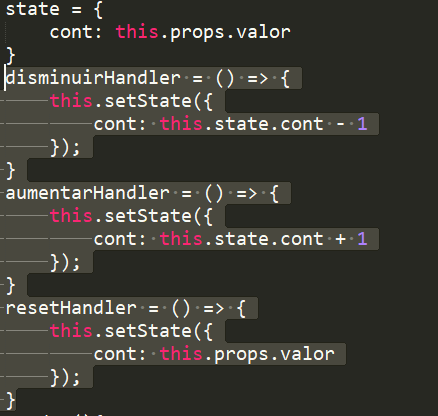 state = {
cont: this.props.valor
}
disminuirHandler = () => {
this.setState({
cont: this.state.cont - 1
});
}
aumentarHandler = () => {
this.setState({
cont: this.state.cont + 1
});
}
resetHandler = () => {
this.setState({
cont: this.props.valor
});
}